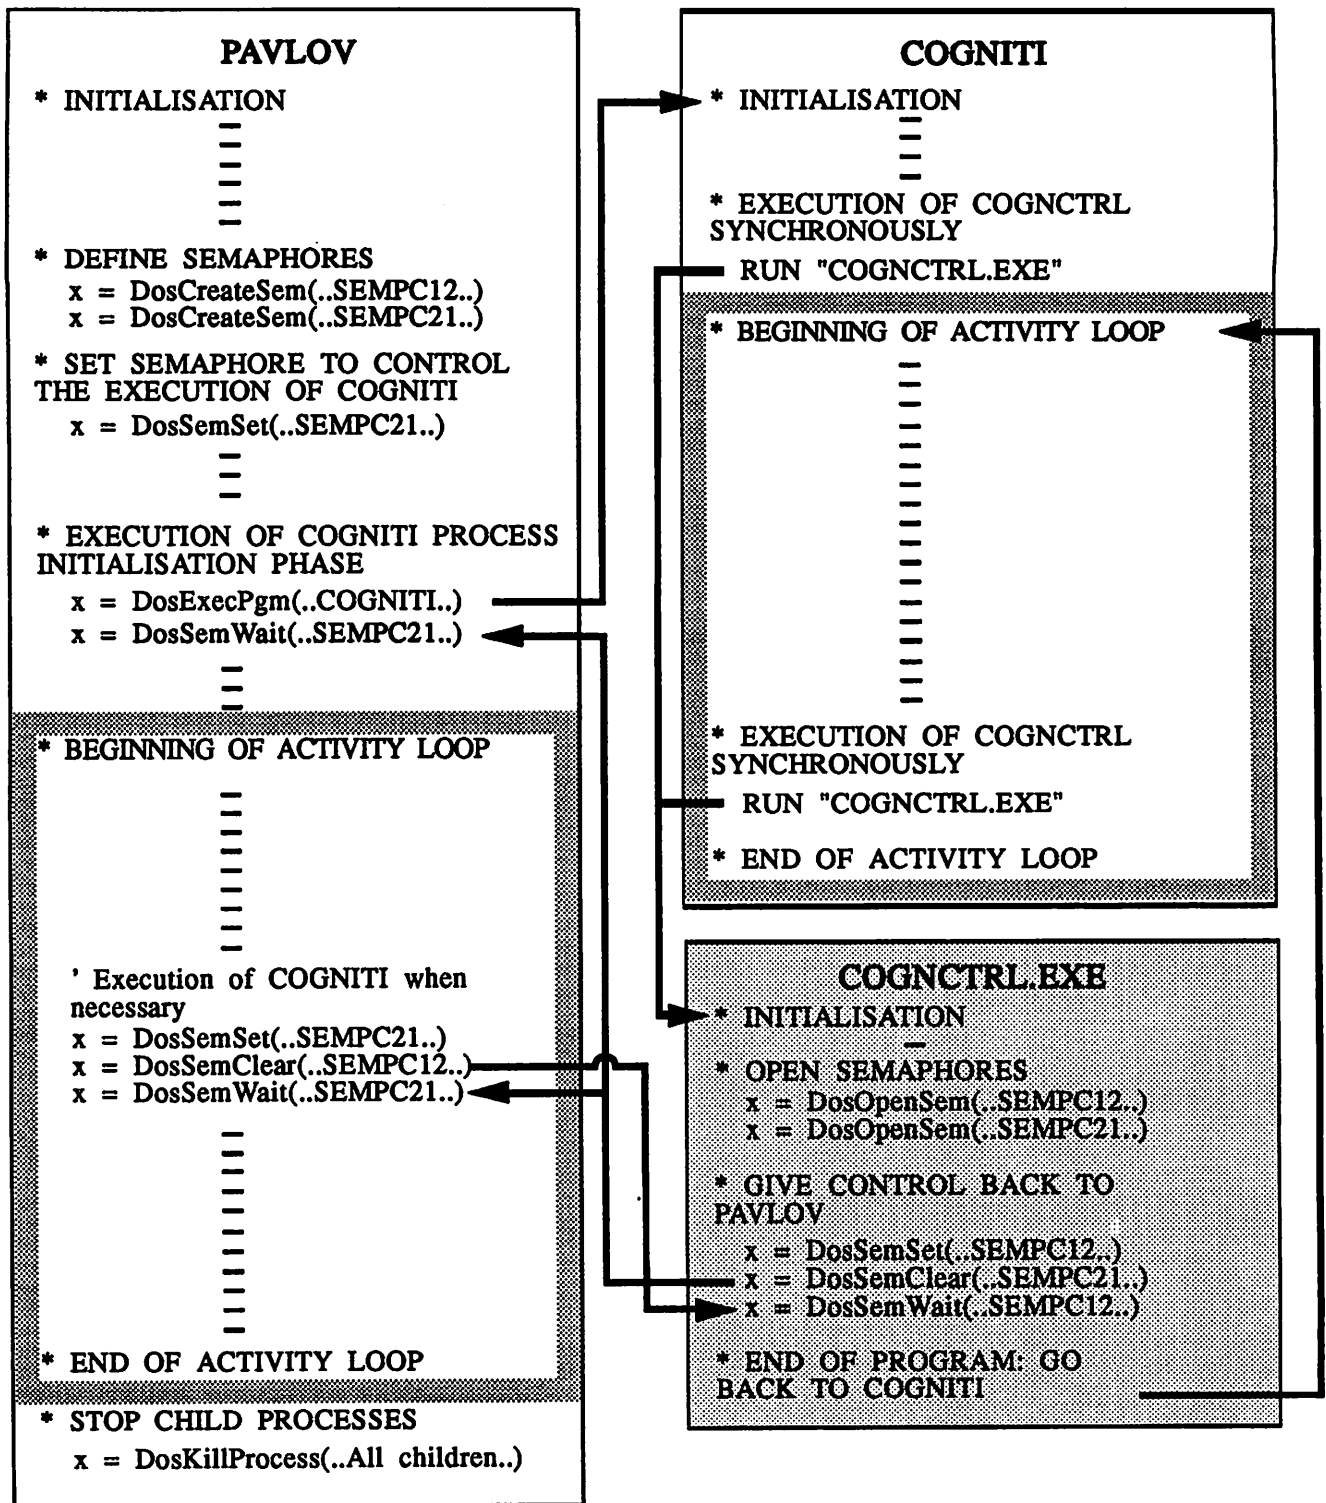 PAVLOV
* INITIALISATION
* DEFINE SEMAPHORES
x = DosCreateSem(..SEMPC12..)
x = DosCreateSem(..SEMPC21..)
* SET SEMAPHORE TO CONTROL
THE EXECUTION OF COGNITI
x = DosSemSet(..SEMPC21..)
* EXECUTION OF COGNITI PROCESS
INITIALISATION PHASE
x = DosExecPgm(..COGNITI..)
x = DosSemWait(..SEMPC21..)
* BEGINNING OF ACTIVITY LOOP
' Execution of COGNITI when
necessary
x = DosSemSet(..SEMPC21..)
x = DosSemClear(..SEMPC12..)
x = DosSemWait(..SEMPC21..)
* END OF ACTIVITY LOOP
* STOP CHILD PROCESSES
x = DosKillProcess(..All children..)
COGNITI
* INITIALISATION
* EXECUTION OF COGNCTRL
SYNCHRONOUSLY
RUN "COGNCTRL.EXE"
* BEGINNING OF ACTIVITY LOOP
* EXECUTION OF COGNCTRL
SYNCHRONOUSLY
RUN "COGNCTRL.EXE"
* END OF ACTIVITY LOOP
COGNCTRL.EXE
* INITIALISATION
* OPEN SEMAPHORES
x = DosOpenSem(..SEMPC12..)
x = DosOpenSem(..SEMPC21..)
* GIVE CONTROL BACK TO
PAVLOV
x = DosSemSet(..SEMPC12..)
x = DosSemClear(..SEMPC21..)
x = DosSemWait(..SEMPC12..)
* END OF PROGRAM: GO
BACK TO COGNITI